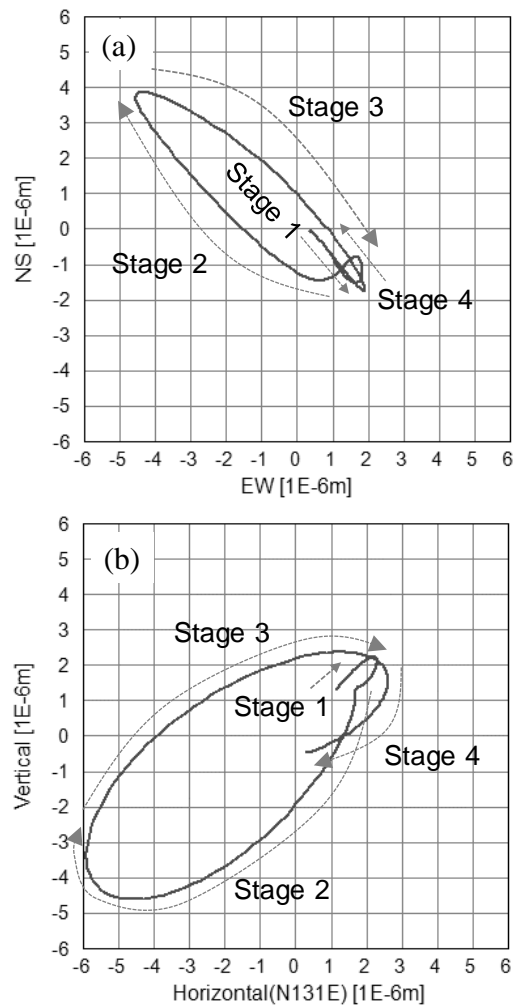 (a)
6
5
4
3
2
1
0
-1
-2
-3
-4
-5
-6
NS [1E-6m]
Stage 3
Stage 1
Stage 2
Stage 4
-6 -5 -4 -3 -2 -1 0 1 2 3 4 5 6
EW [1E-6m]
(b)
6
5
4
3
2
1
0
-1
-2
-3
-4
-5
-6
Vertical [1E-6m]
Stage 3
Stage 1
Stage 4
Stage 2
-6 -5 -4 -3 -2 -1 0 1 2 3 4 5 6
Horizontal(N131E) [1E-6m]